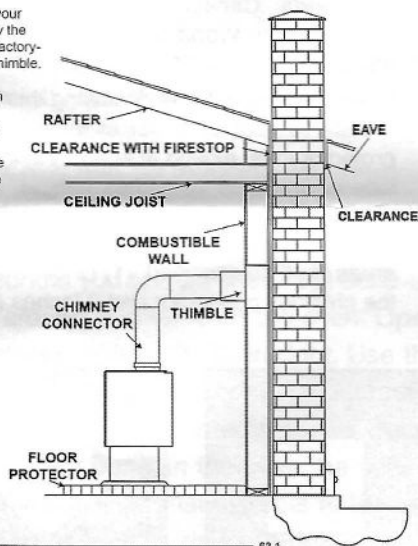 your
y the
actory-
himble.
RAFTER
EAVE
CLEARANCE WITH FIRESTOP
CEILING JOIST
CLEARANCE
COMBUSTIBLE
WALL
THIMBLE
CHIMNEY
CONNECTOR
FLOOR
PROTECTOR